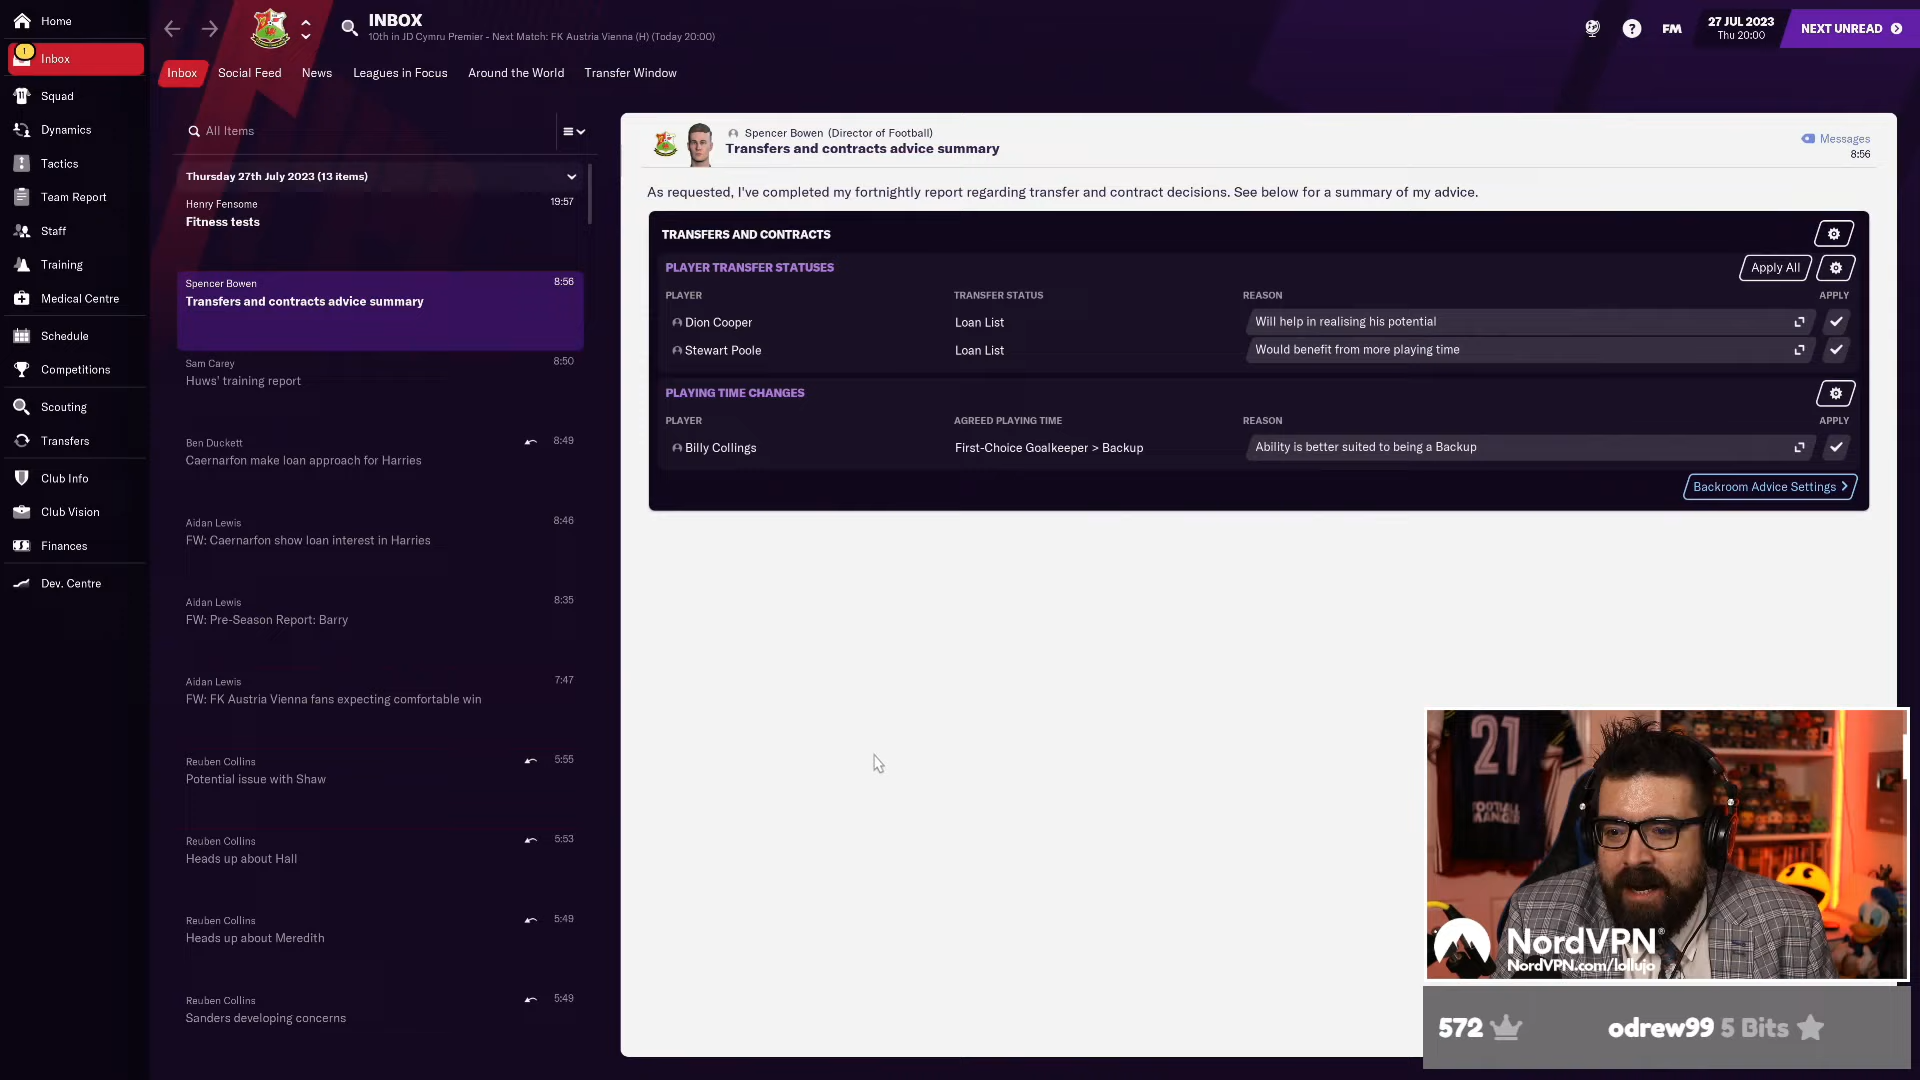 Home
Inbox
Squad
Dynamics
Tactics
Team Report
Staff
Training
Medical Centre
Schedule
Competitions
Scouting
Transfers
Club Info
Club Vision
Finances
Dev. Centre
INBOX
10th in JD Cymru Premier - Next Match: FK Austria Vienna (H) (Today 20:00)
FM
27 JUL 2023
Thu 20:00
NEXT UNREAD
Inbox Social Feed News Leagues in Focus Around the World Transfer Window
All Items
Thursday 27th July 2023 (13 items)
Henry Fensome 19:57
Fitness tests
Spencer Bowen 8:56
Transfers and contracts advice summary
Sam Carey 8:50
Huws' training report
Ben Duckett 8:49
Caernarfon make loan approach for Harries
Aidan Lewis 8:46
FW: Caernarfon show loan interest in Harries
Aidan Lewis 8:35
FW: Pre-Season Report: Barry
Aidan Lewis 7:47
FW: FK Austria Vienna fans expecting comfortable win
Reuben Collins 5:55
Potential issue with Shaw
Reuben Collins 5:53
Heads up about Hall
Reuben Collins 5:49
Heads up about Meredith
Reuben Collins 5:49
Sanders developing concerns
Spencer Bowen (Director of Football)
Transfers and contracts advice summary
Messages
8:56
As requested, I've completed my fortnightly report regarding transfer and contract decisions. See below for a summary of my advice.
TRANSFERS AND CONTRACTS
PLAYER TRANSFER STATUSES
Apply All
PLAYER TRANSFER STATUS REASON APPLY
Dion Cooper Loan List Will help in realising his potential
Stewart Poole Loan List Would benefit from more playing time
PLAYING TIME CHANGES
PLAYER AGREED PLAYING TIME REASON APPLY
Billy Collings First-Choice Goalkeeper > Backup Ability is better suited to being a Backup
Backroom Advice Settings >
21
FOOTBALL
MANAGER
NordVPN®
NordVPN.com/lollujo
572 odrew99 5 Bits